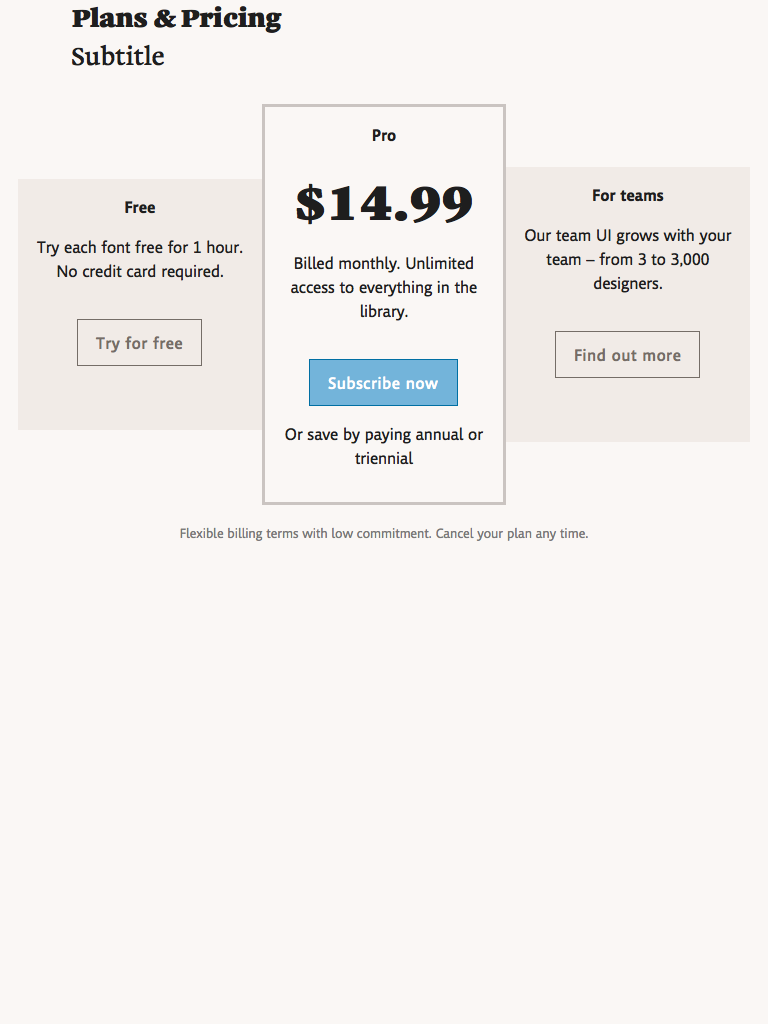 Plans & Pricing
Subtitle
Free
Try each font free for 1 hour.
No credit card required.
Try for free
Pro
$14.99
Billed monthly. Unlimited
access to everything in the
library.
Subscribe now
Or save by paying annual or
triennial
For teams
Our team UI grows with your
team – from 3 to 3,000
designers.
Find out more
Flexible billing terms with low commitment. Cancel your plan any time.